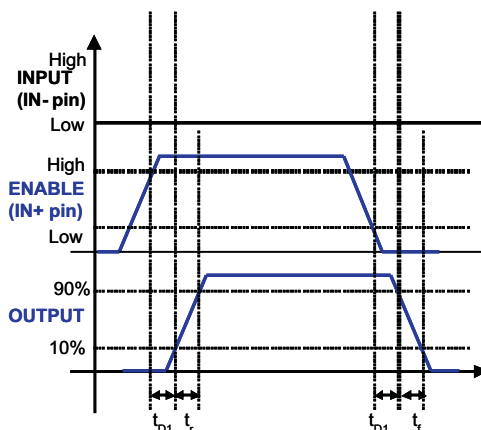 High
INPUT
(IN- pin)
Low
High
ENABLE
(IN+ pin)
Low
90%
OUTPUT
10%
tD1 tr tD1 tf